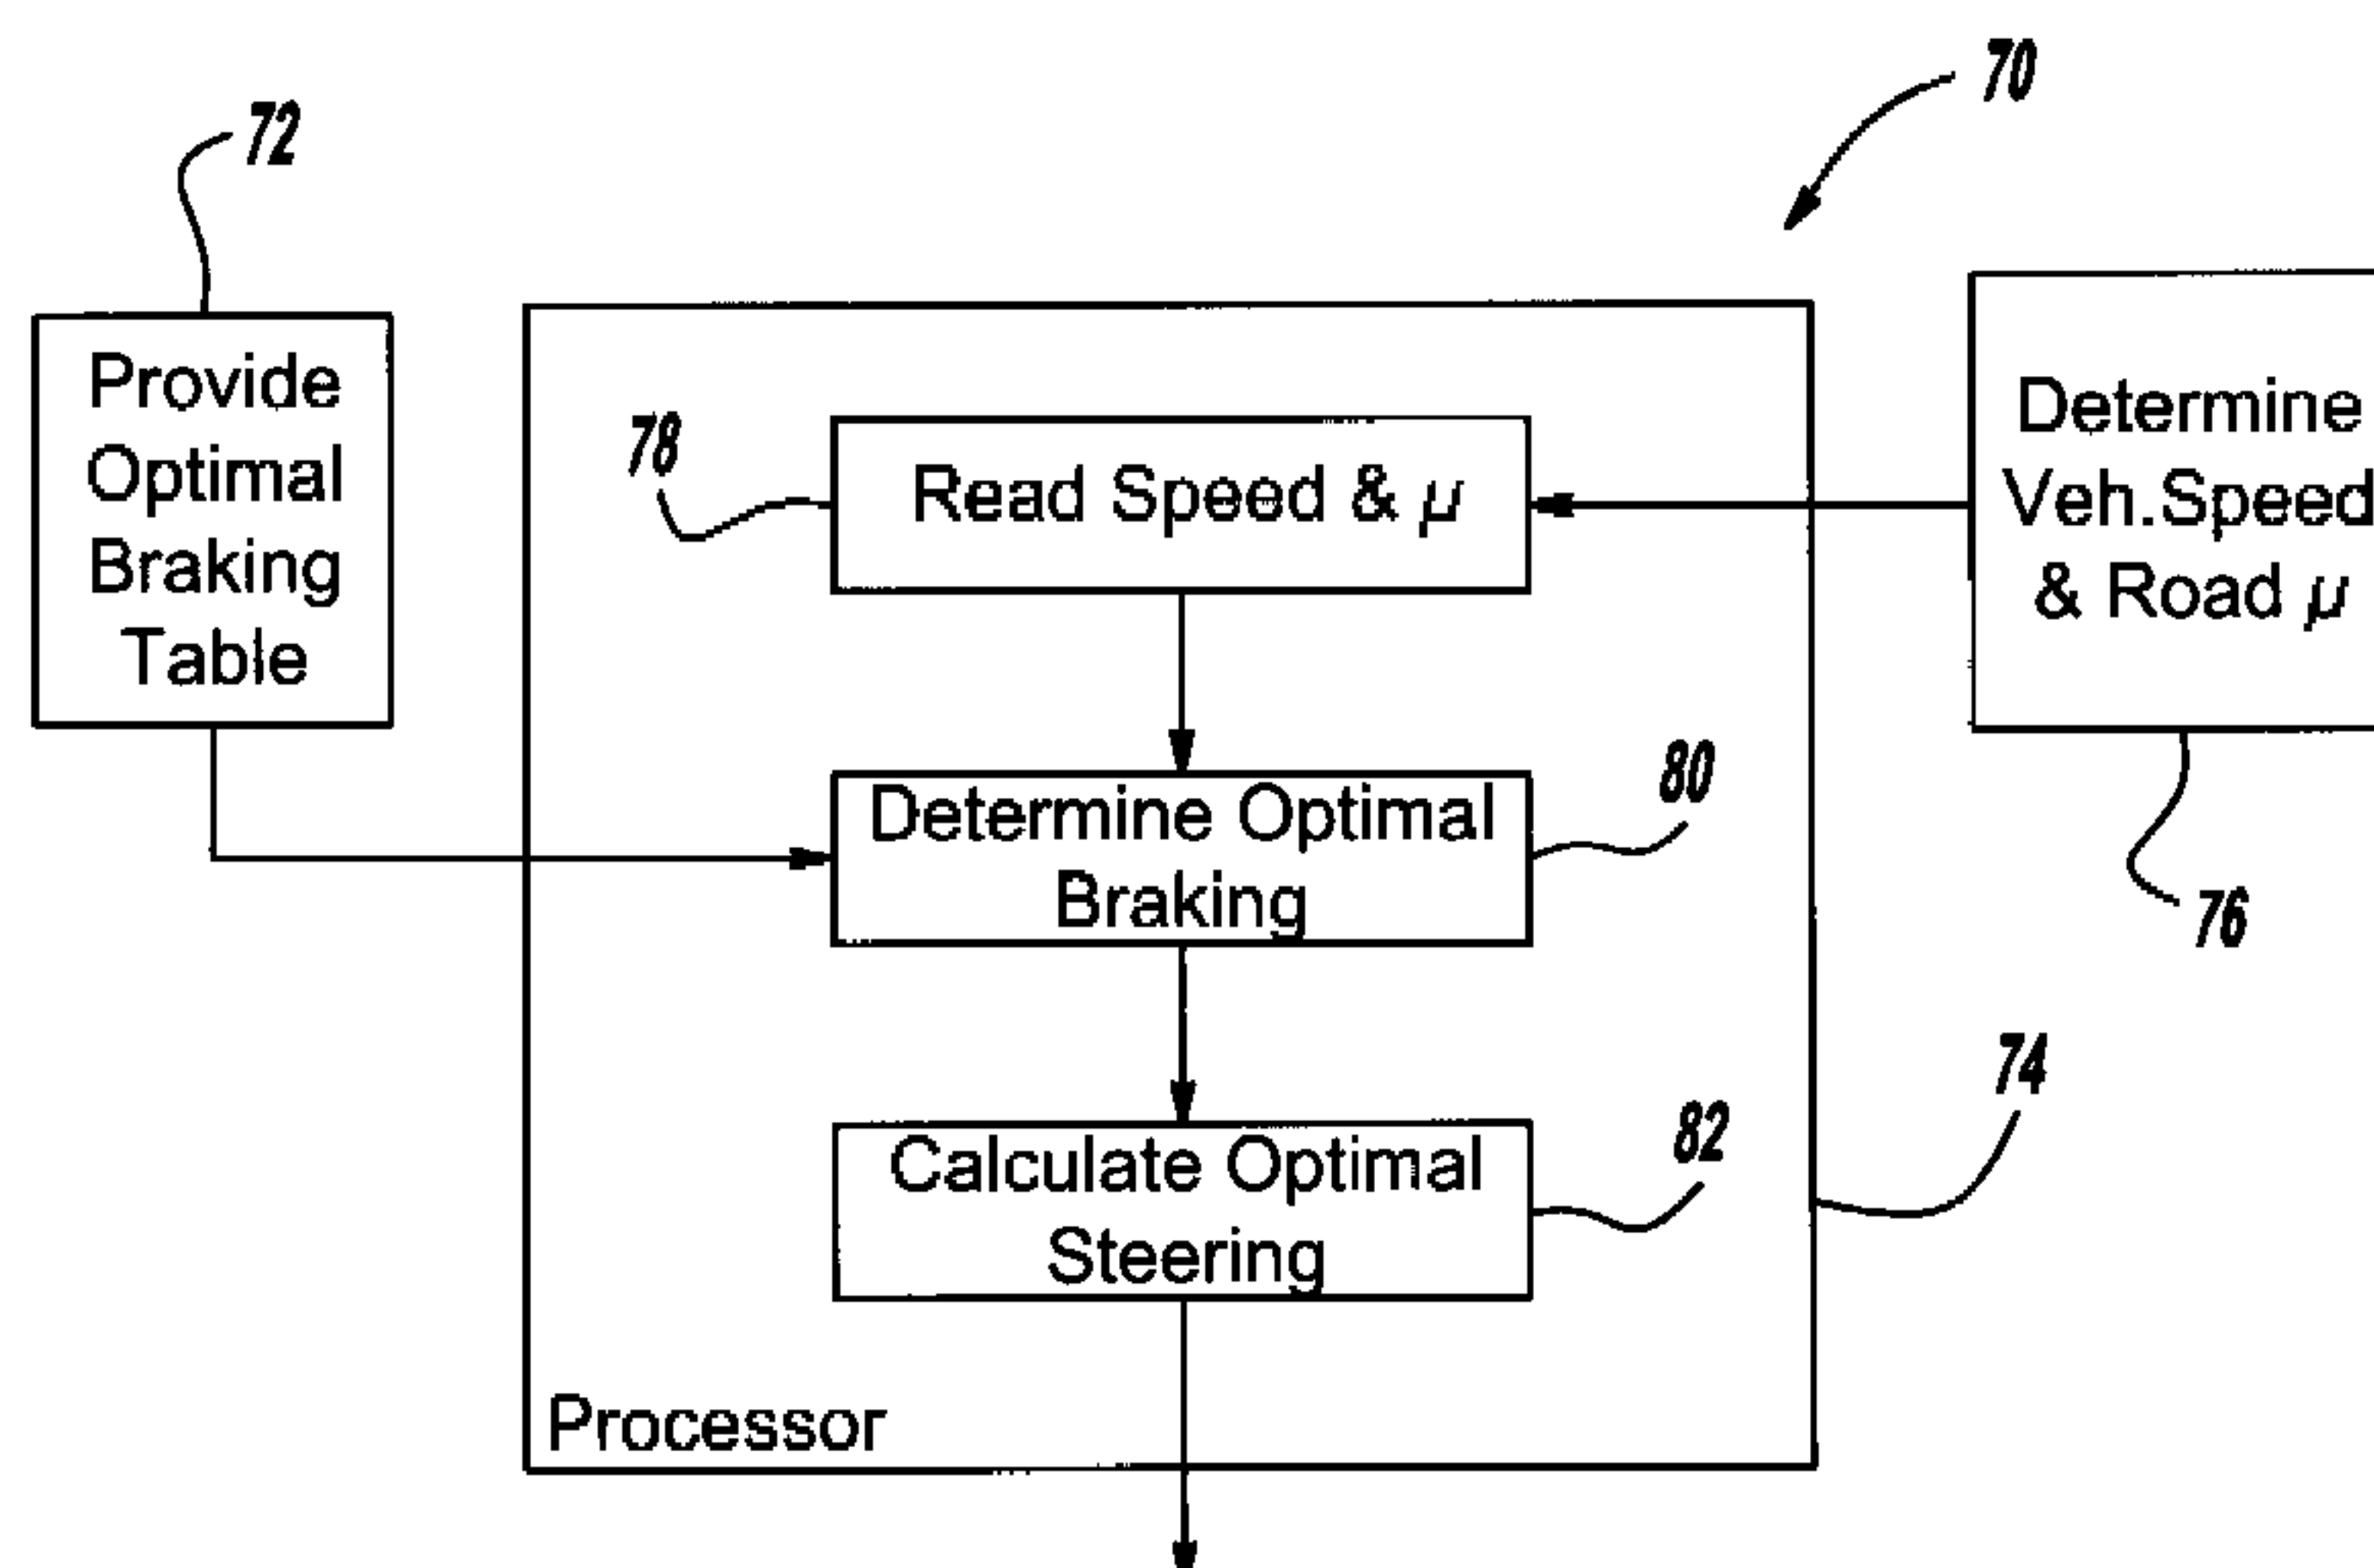 70
72
Provide
Optimal
Braking
Table
78
Read Speed & µ
Determine
Veh.Speed
& Road µ
76
Determine Optimal
Braking
80
Calculate Optimal
Steering
82
74
Processor